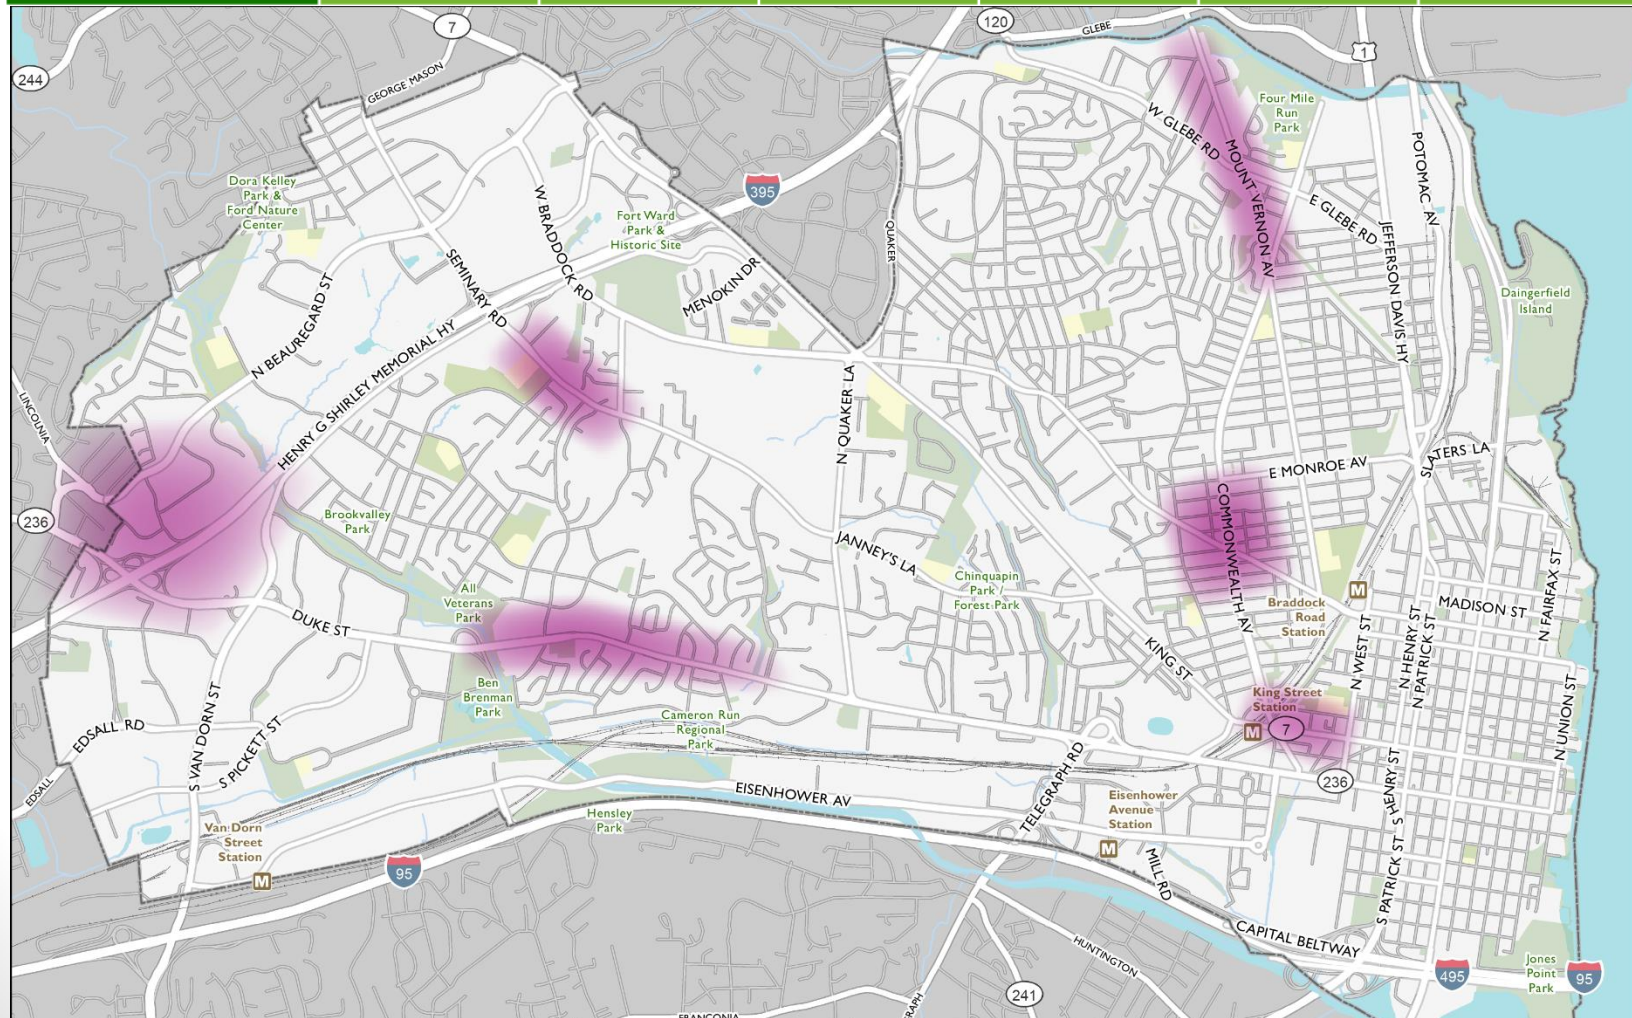 120
GLEBE
7
1
244
GEORGE MASON
Four Mile
Run
Park
W GLEBE RD
MOUNT VERNON AV
POTOMAC AV
Dora Kelley
Park &
Ford Nature
Center
395
W BRADDOCK RD
Fort Ward
Park &
Historic Site
QUAKER
E GLEBE RD
JEFFERSON DAVIS HY
SEMINARY RD
MENOKIN DR
N BEAUREGARD ST
Daingerfield
Island
HENRY G SHIRLEY MEMORIAL HY
LINCOLNIA
N QUAKER LA
E MONROE AV
SLATERS LA
COMMONWEALTH AV
236
Brookvalley
Park
JANNEY'S LA
Chinquapin
Park /
Forest Park
All
Veterans
Park
M
Braddock
Road
Station
MADISON ST
N FAIRFAX ST
DUKE ST
KING ST
N WEST ST
N HENRY ST
N PATRICK ST
N UNION ST
Ben
Brenman
Park
King Street
Station
M
7
Cameron Run
Regional
Park
EDSALL RD
S VAN DORN ST
S PICKETT ST
TELEGRAPH RD
236
EDSALL
EISENHOWER AV
Eisenhower
Avenue
Station
M
S HENRY ST
S PATRICK ST
Hensley
Park
Van Dorn
Street
Station
M
95
MILL RD
CAPITAL BELTWAY
HUNTINGTON
495
Jones
Point
Park
95
241
FRANCONIA